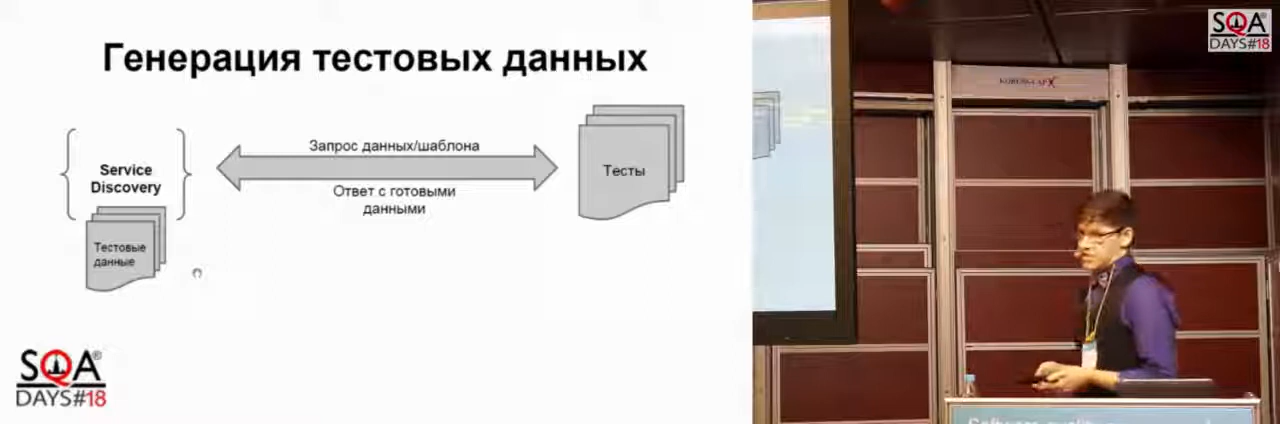 Генерация тестовых данных
Service
Discovery
Тестовые
данные
Запрос данных/шаблона
Ответ с готовыми
данными
Тесты
SQA
DAYS#18
SQA
DAYS#18